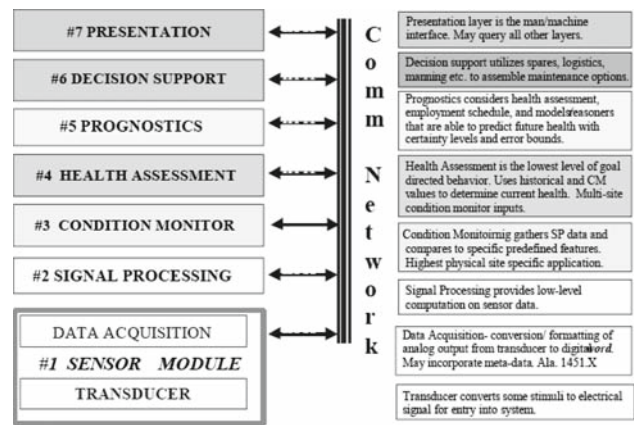 #7 PRESENTATION
#6 DECISION SUPPORT
#5 PROGNOSTICS
#4 HEALTH ASSESSMENT
#3 CONDITION MONITOR
#2 SIGNAL PROCESSING
DATA ACQUISITION
#1 SENSOR MODULE
TRANSDUCER
Comm Network
Presentation layer is the man/machine
interface. May query all other layers.
Decision support utilizes spares, logistics,
manning etc. to assemble maintenance options.
Prognostics considers health assessment,
employment schedule, and models/reasoners
that are able to predict future health with
certainty levels and error bounds.
Health Assessment is the lowest level of goal
directed behavior. Uses historical and CM
values to determine current health. Multi-site
condition monitor inputs.
Condition Monitoirnig gathers SP data and
compares to specific predefined features.
Highest physical site specific application.
Signal Processing provides low-level
computation on sensor data.
Data Acquisition- conversion/ formatting of
analog output from transducer to digital word.
May incorporate meta-data. Ala. 1451.X
Transducer converts some stimuli to electrical
signal for entry into system.